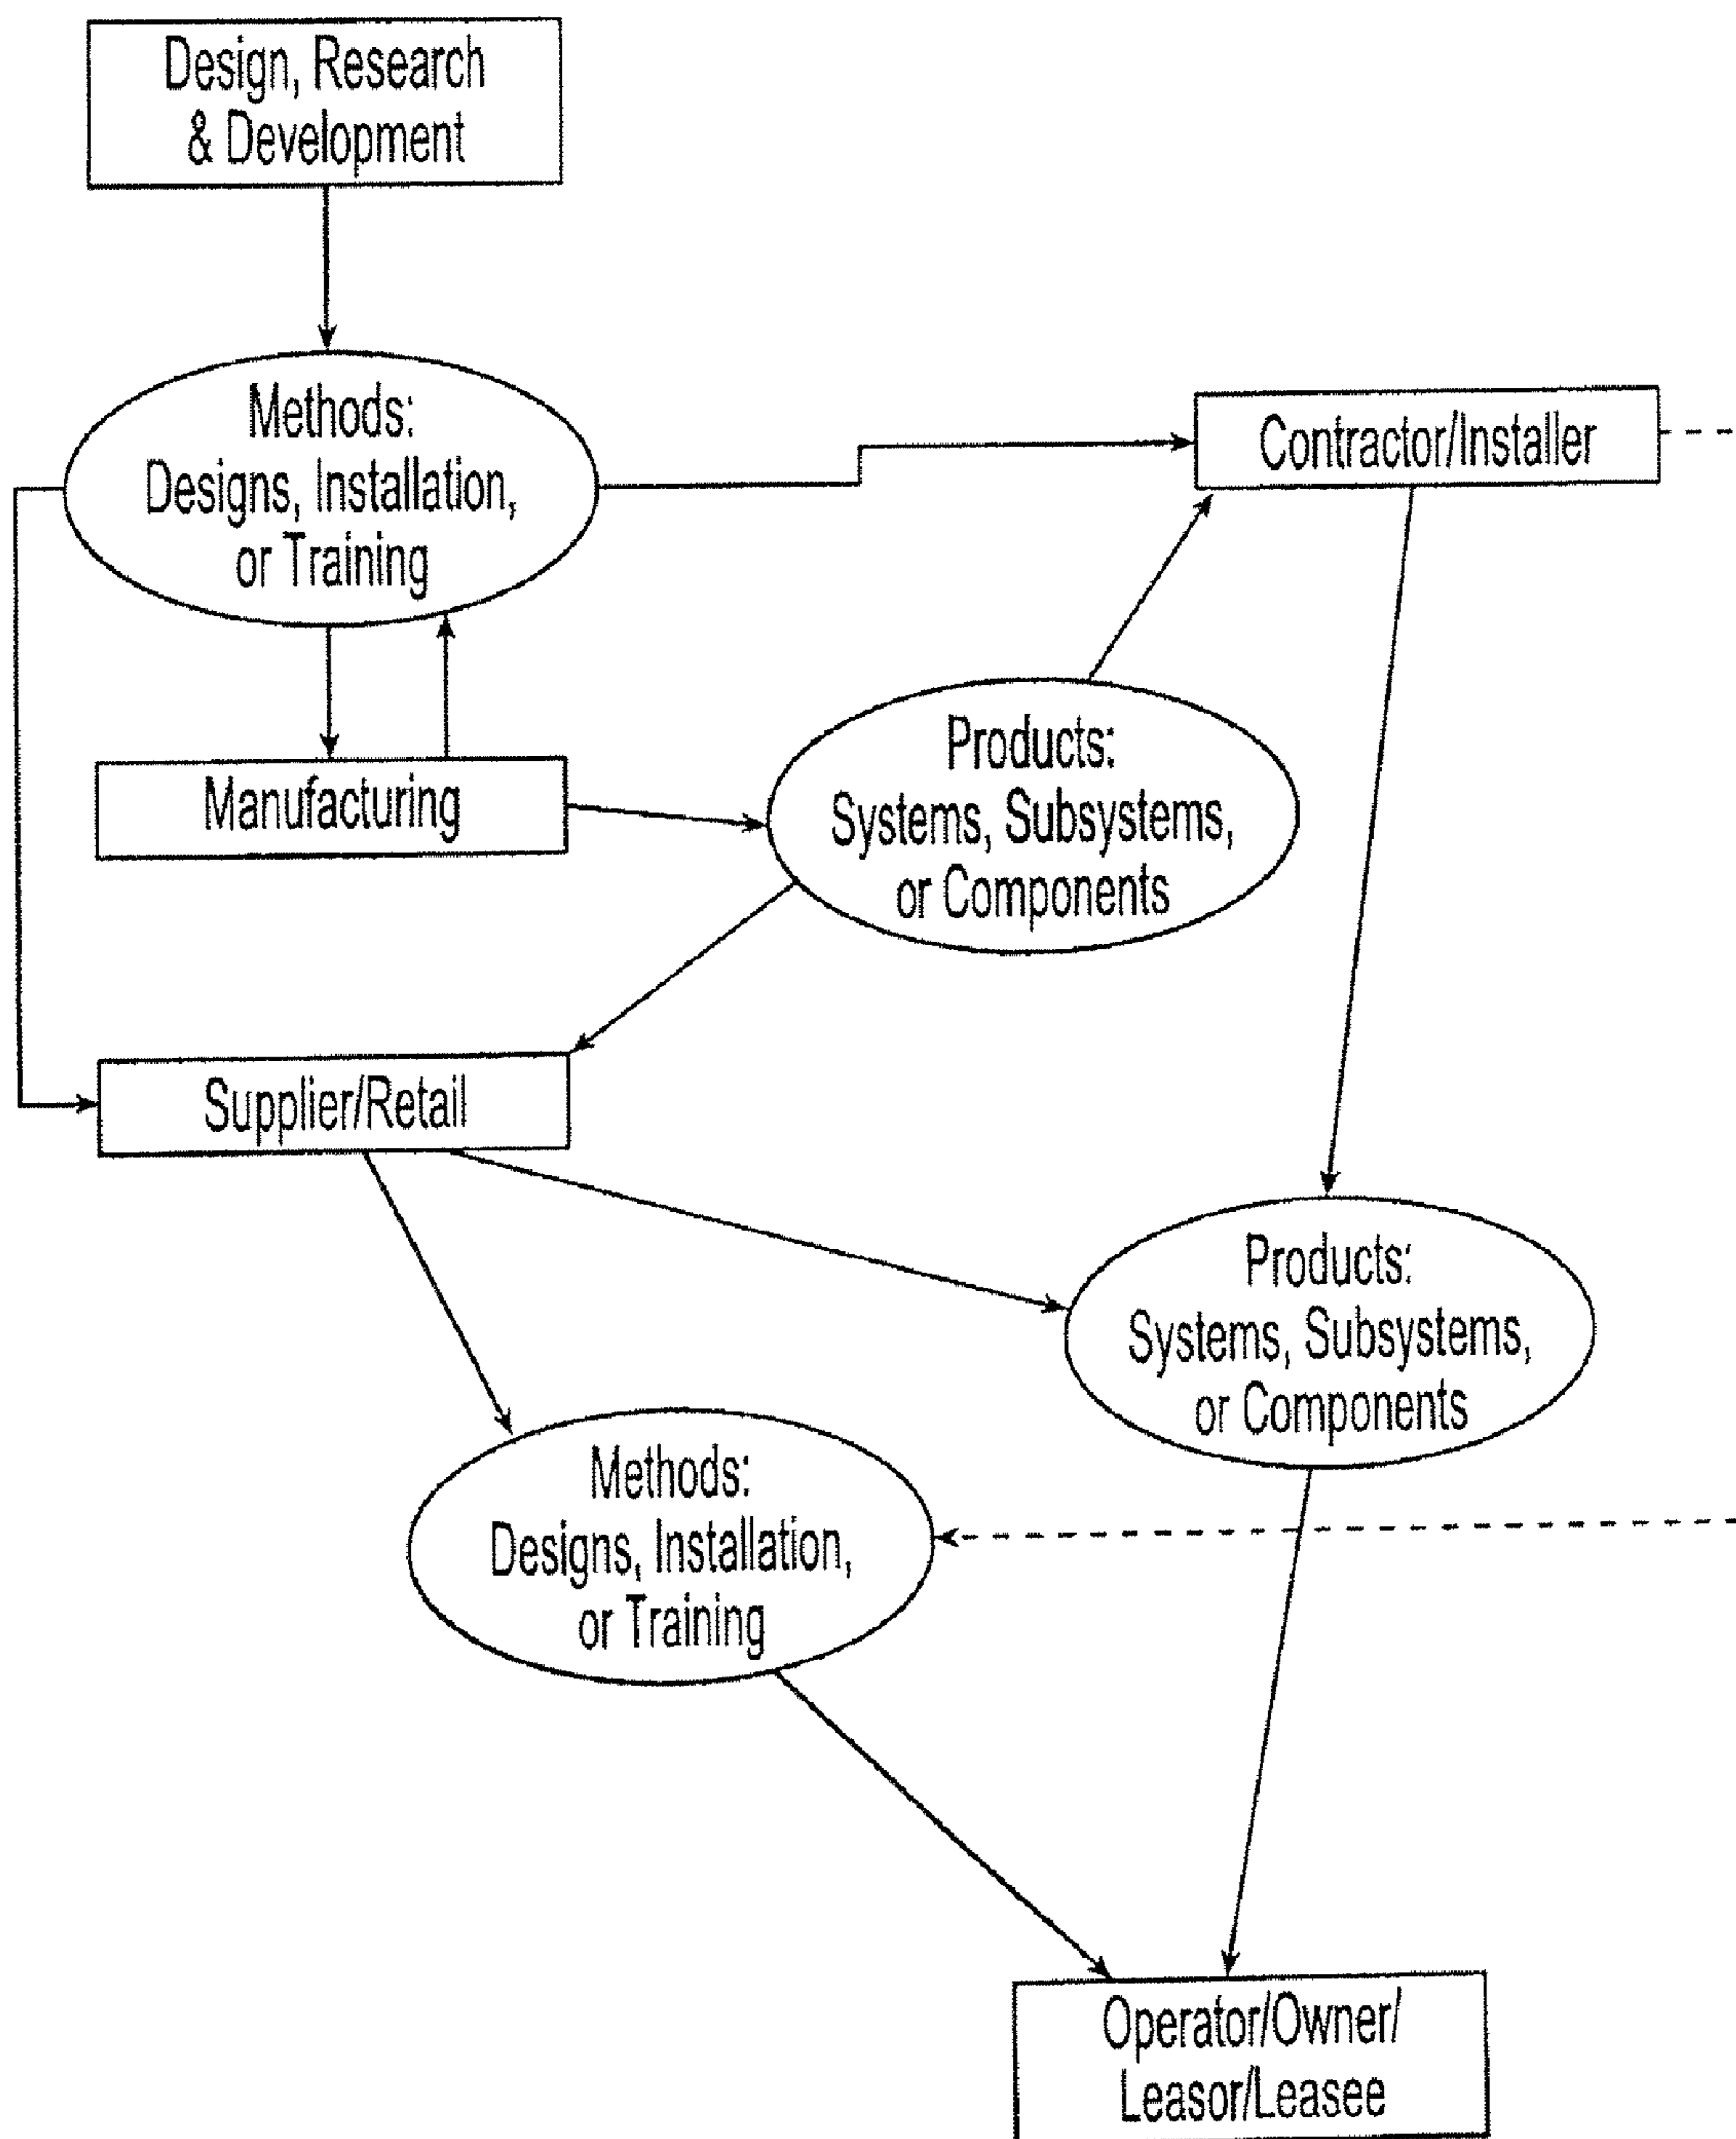 Design, Research
& Development
Methods:
Designs, Installation,
or Training
Contractor/Installer
Manufacturing
Products:
Systems, Subsystems,
or Components
Supplier/Retail
Products:
Systems, Subsystems,
or Components
Methods:
Designs, Installation,
or Training
Operator/Owner/
Leasor/Leasee